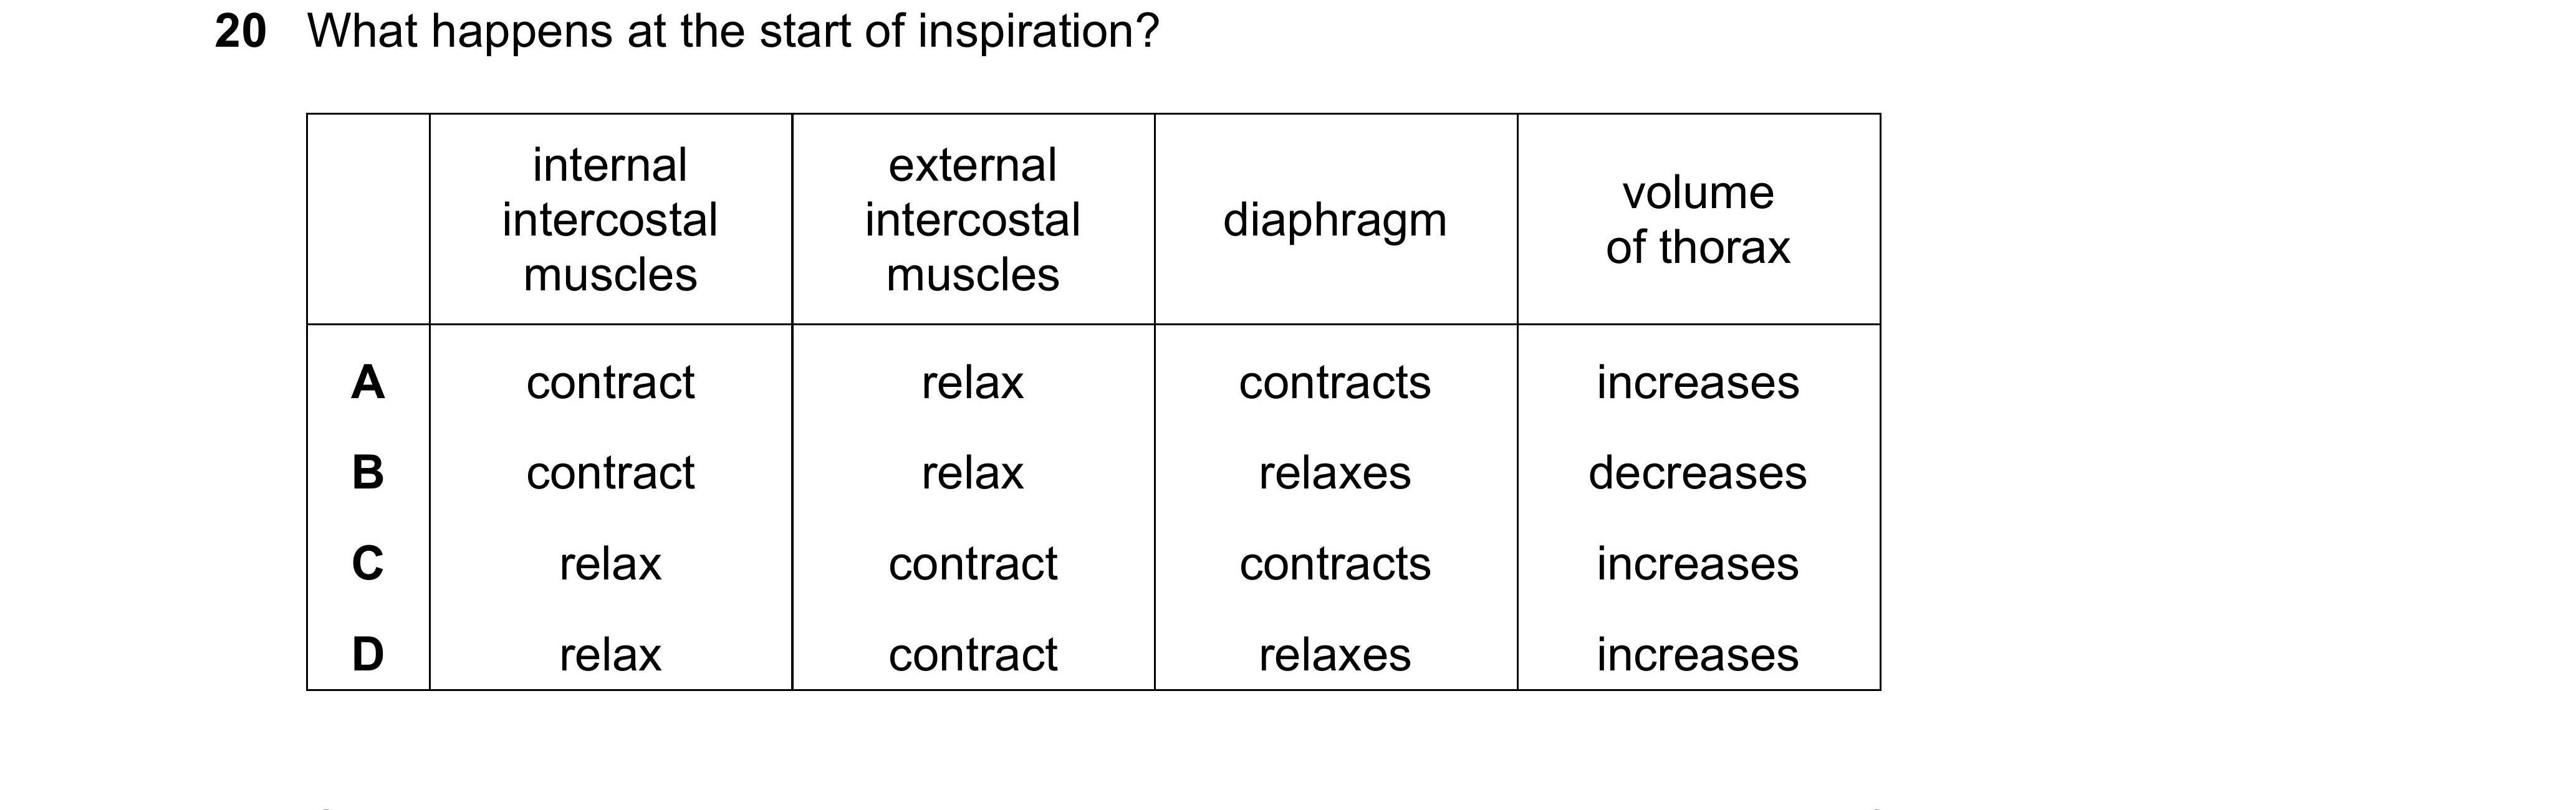 20 What happens at the start of inspiration?
internal intercostal muscles external intercostal muscles diaphragm volume of thorax
A contract relax contracts increases
B contract relax relaxes decreases
C relax contract contracts increases
D relax contract relaxes increases